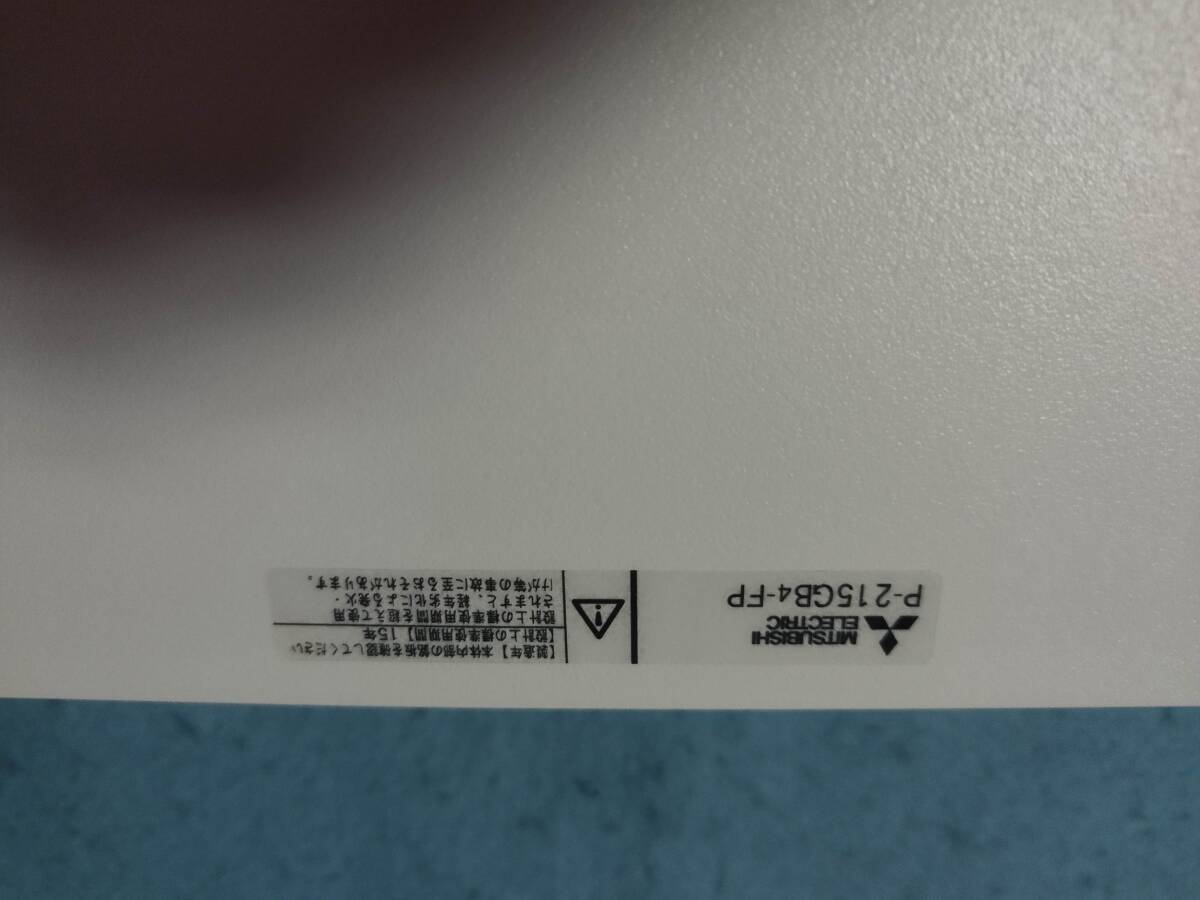 MITSUBISHI
ELECTRIC
P-215GB4-FP
【製造年】本体内部の銘板を確認してください
【設計上の標準使用期間】15年
設計上の標準使用期間を超えて使用
されますと、経年劣化による発火・
けが等の事故に至るおそれがあります。